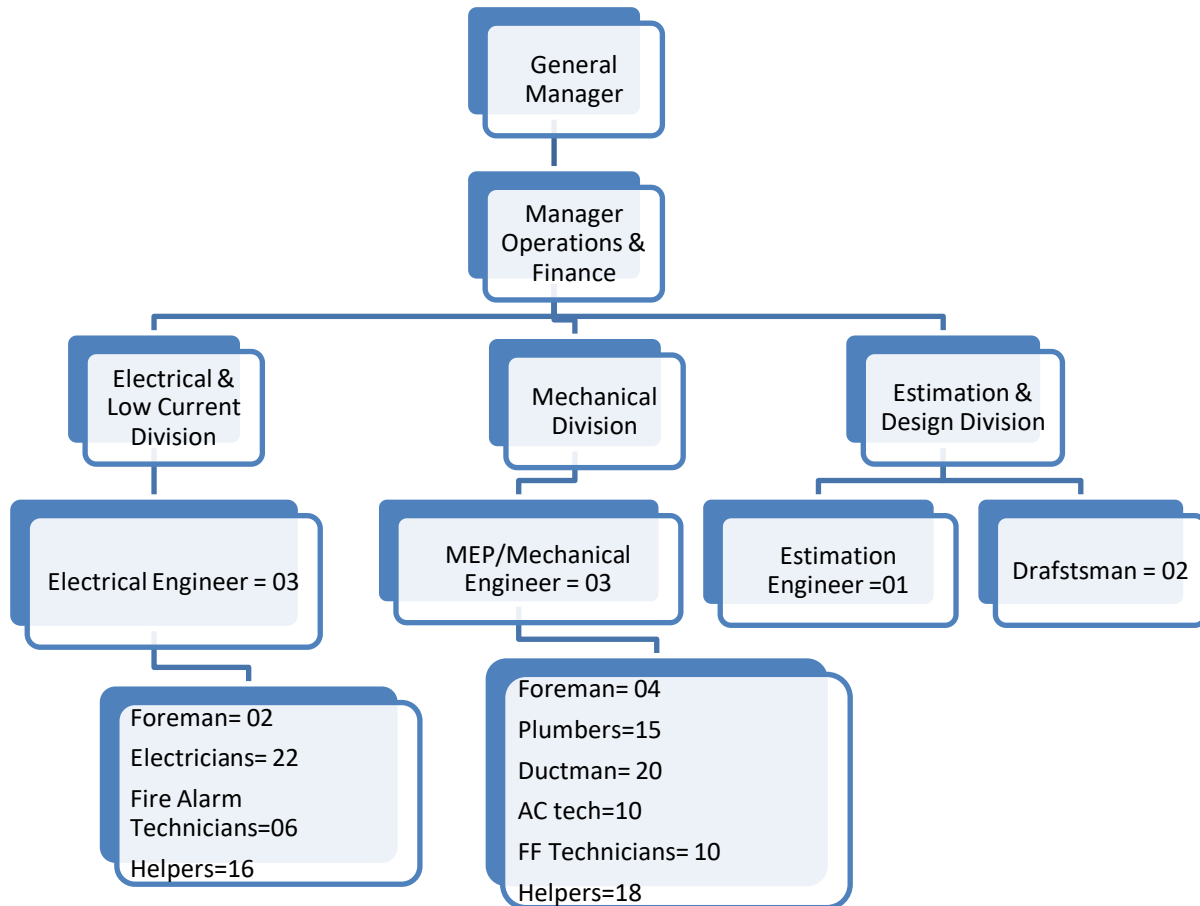 General
Manager
Manager
Operations &
Finance
Electrical &
Low Current
Division
Mechanical
Division
Estimation &
Design Division
Electrical Engineer = 03
MEP/Mechanical
Engineer = 03
Estimation
Engineer =01
Drafstsman = 02
Foreman= 02
Electricians= 22
Fire Alarm
Technicians=06
Helpers=16
Foreman= 04
Plumbers=15
Ductman= 20
AC tech=10
FF Technicians= 10
Helpers=18